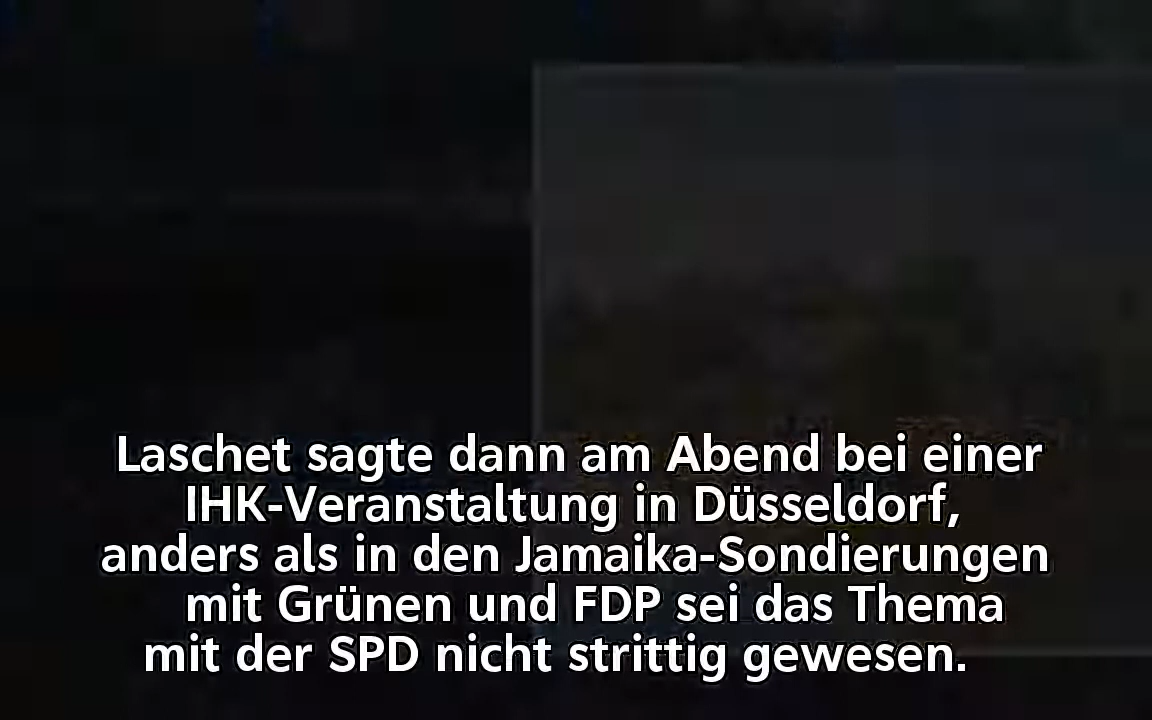 Laschet sagte dann am Abend bei einer
IHK-Veranstaltung in Düsseldorf,
anders als in den Jamaika-Sondierungen
mit Grünen und FDP sei das Thema
mit der SPD nicht strittig gewesen.